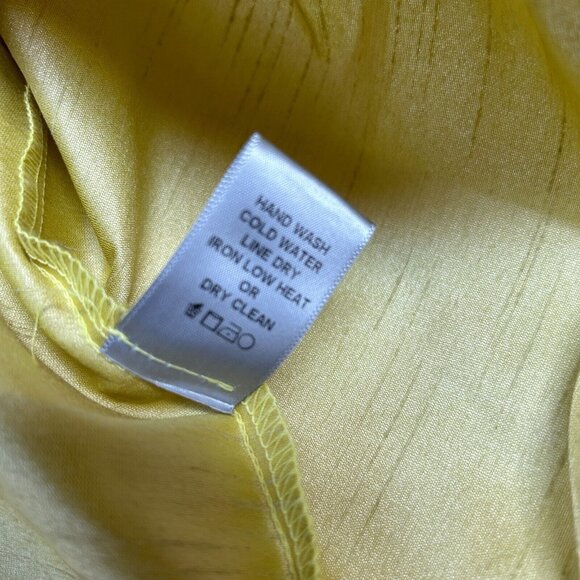 HAND WASH
COLD WATER
LINE DRY
IRON LOW HEAT
OR
DRY CLEAN